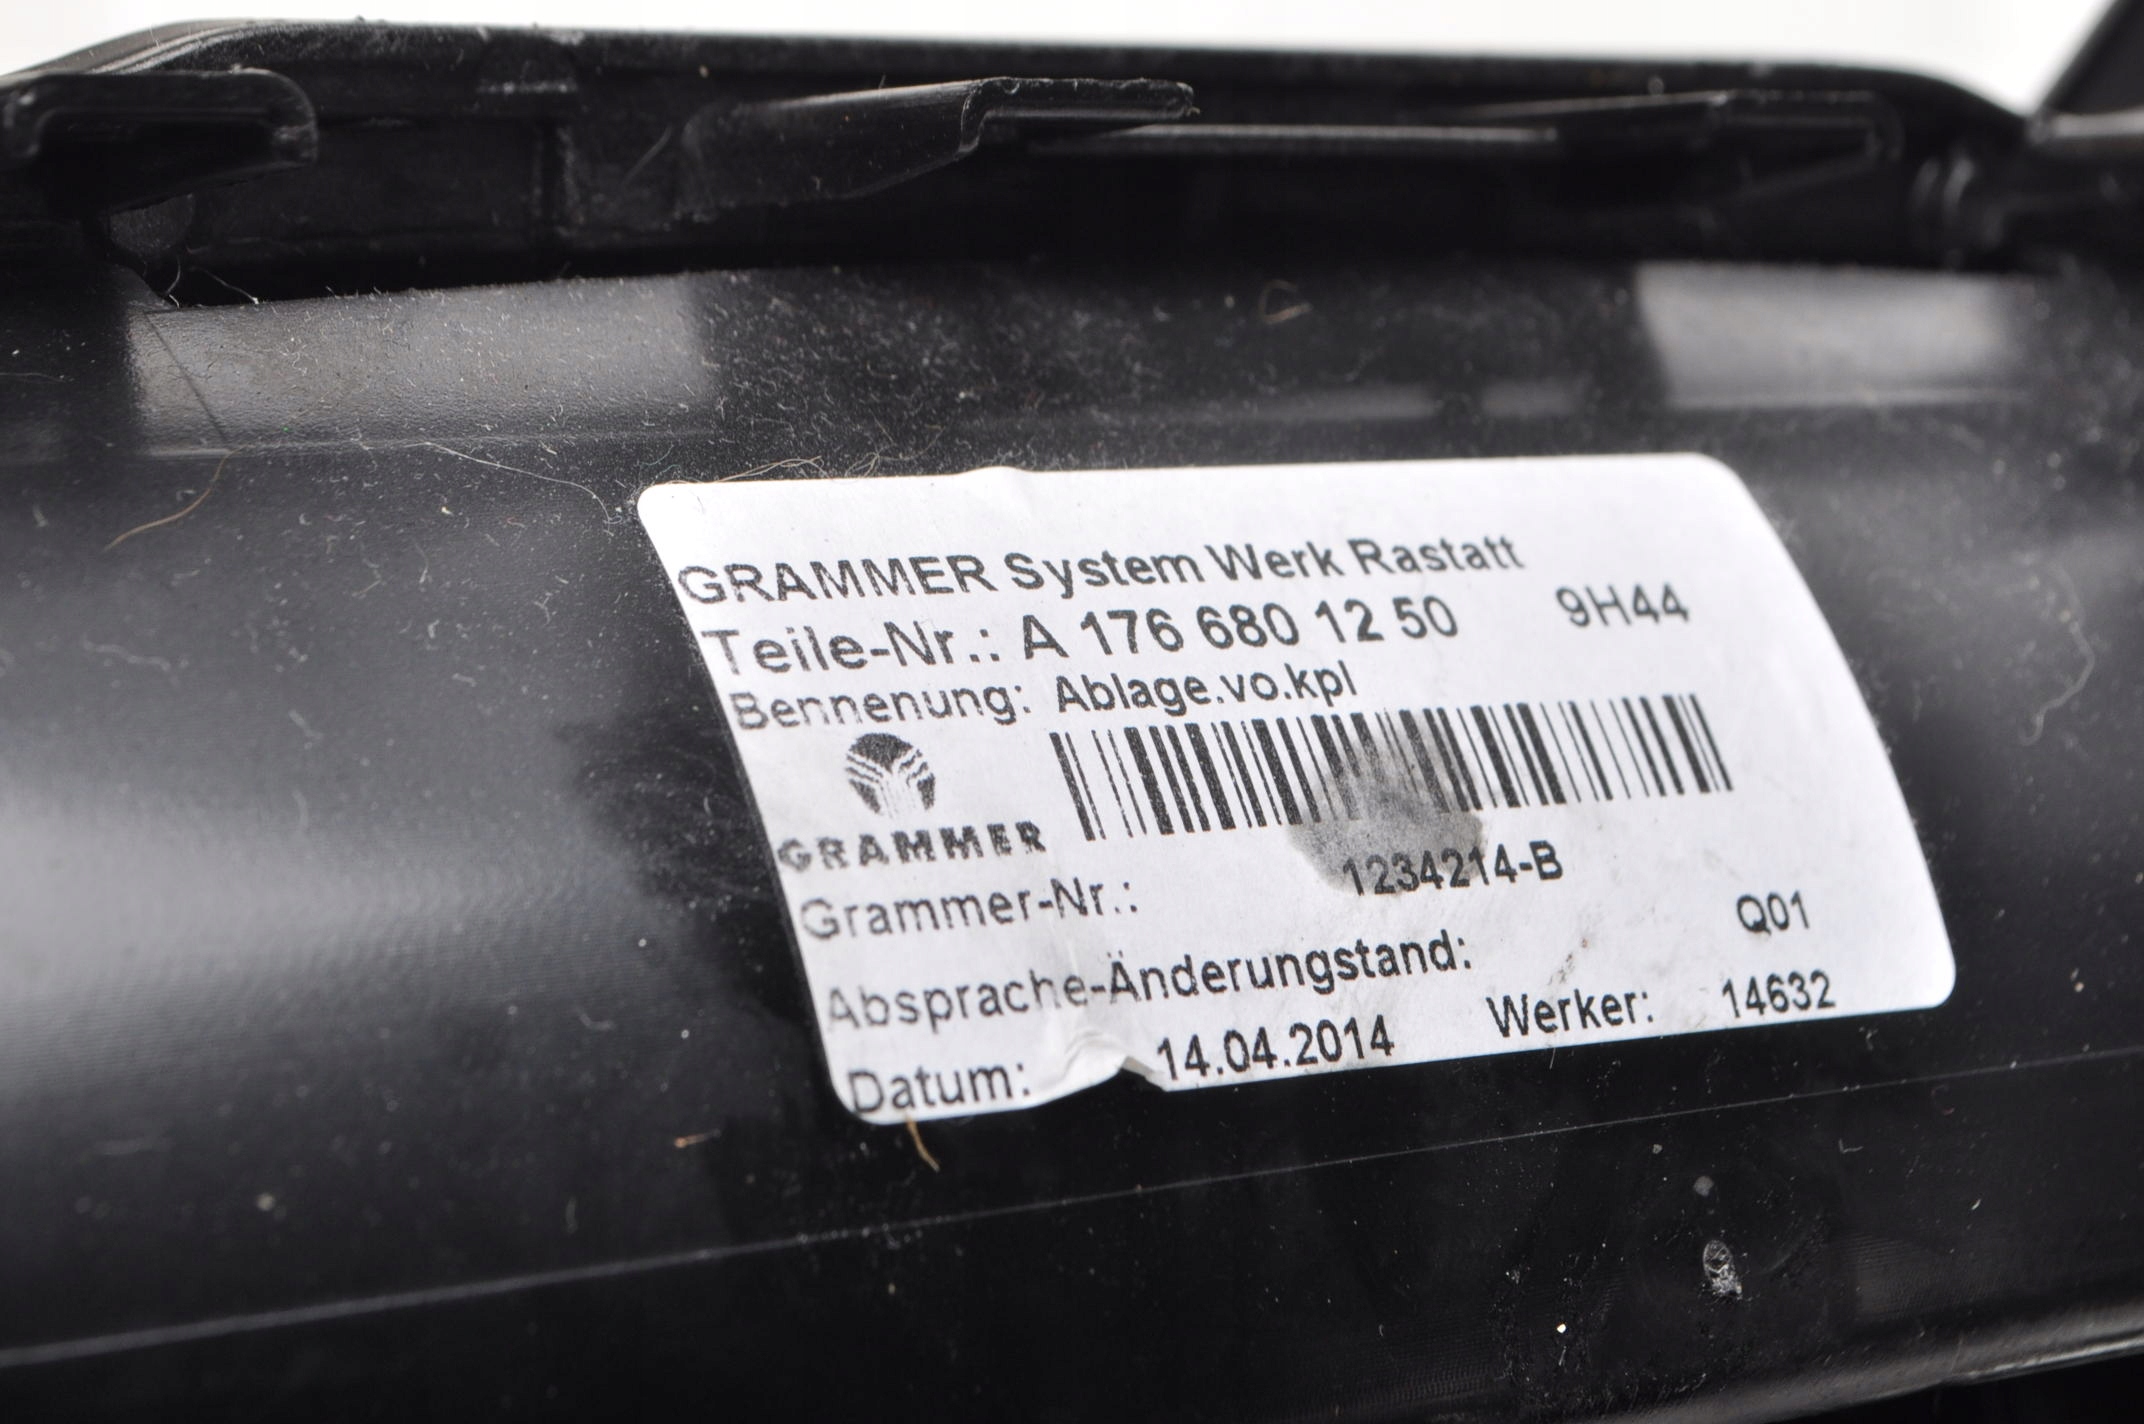 GRAMMER System Werk Rastatt
Teile-Nr.: A 176 680 12 50 9H44
Bennenung: Ablage.vo.kpl
GRAMMER
Grammer-Nr.: 1234214-B
Absprache-Änderungstand: Q01
Datum: 14.04.2014 Werker: 14632